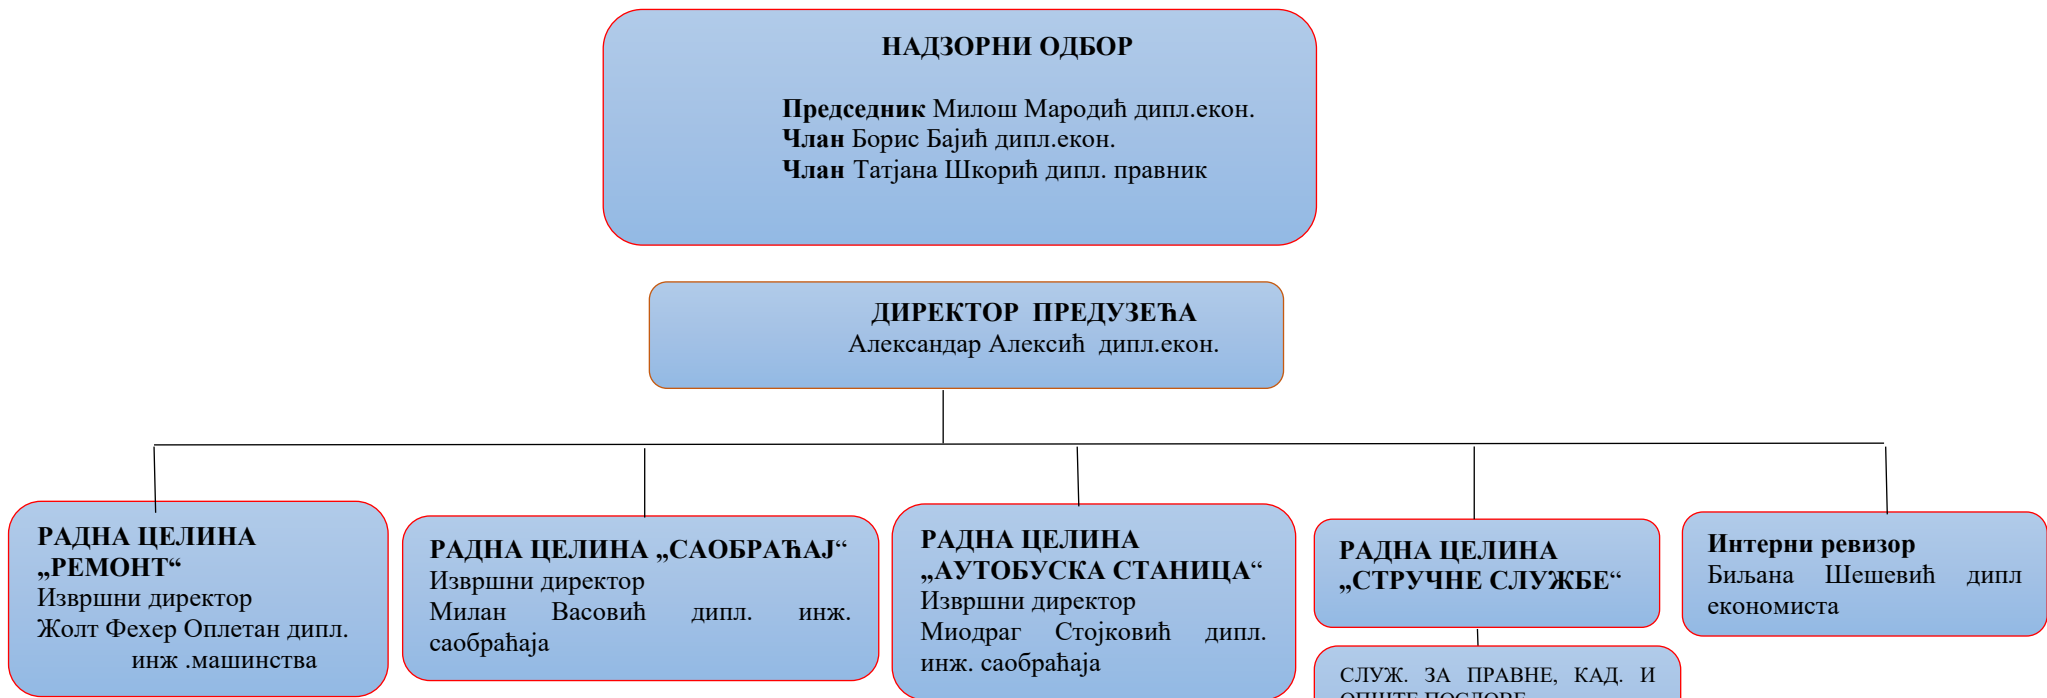 НАДЗОРНИ ОДБОР
Председник Милош Мародић дипл.екон.
Члан Борис Бајић дипл.екон.
Члан Татјана Шкорић дипл. правник
ДИРЕКТОР ПРЕДУЗЕЋА
Александар Алексић дипл.екон.
РАДНА ЦЕЛИНА
„РЕМОНТ“
Извршни директор
Жолт Фехер Оплетан дипл.
инж .машинства
РАДНА ЦЕЛИНА „САОБРАЋАЈ“
Извршни директор
Милан Васовић дипл. инж.
саобраћаја
РАДНА ЦЕЛИНА
„АУТОБУСКА СТАНИЦА“
Извршни директор
Миодраг Стојковић дипл.
инж. саобраћаја
РАДНА ЦЕЛИНА
„СТРУЧНЕ СЛУЖБЕ“
СЛУЖ. ЗА ПРАВНЕ, КАД. И
ОПШТЕ ПОСЛОВЕ
Интерни ревизор
Биљана Шешевић дипл
економиста